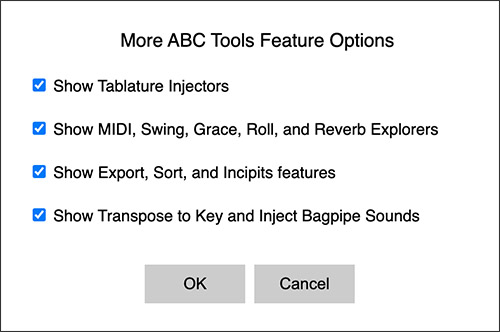 More ABC Tools Feature Options
Show Tablature Injectors
Show MIDI, Swing, Grace, Roll, and Reverb Explorers
Show Export, Sort, and Incipits features
Show Transpose to Key and Inject Bagpipe Sounds
OK Cancel